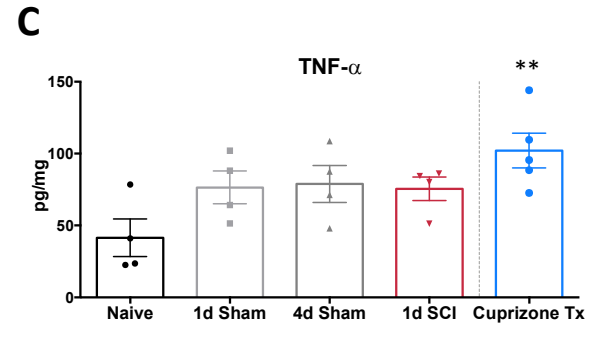 C
TNF-α
**
150
100
50
0
pg/mg
Naive 1d Sham 4d Sham 1d SCI Cuprizone Tx